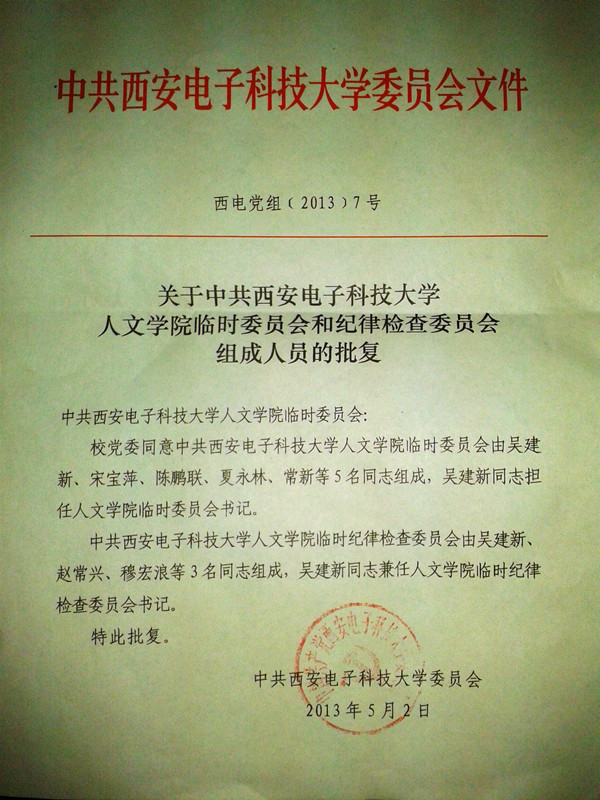 中共西安电子科技大学委员会文件
西电党组﹝2013﹞7号
关于中共西安电子科技大学
人文学院临时委员会和纪律检查委员会
组成人员的批复
中共西安电子科技大学人文学院临时委员会：
校党委同意中共西安电子科技大学人文学院临时委员会由吴建
新、宋宝萍、陈鹏联、夏永林、常新等5名同志组成，吴建新同志担
任人文学院临时委员会书记。
中共西安电子科技大学人文学院临时纪律检查委员会由吴建新、
赵常兴、穆宏浪等3名同志组成，吴建新同志兼任人文学院临时纪律
检查委员会书记。
特此批复。
中共西安电子科技大学委员会
2013年5月2日